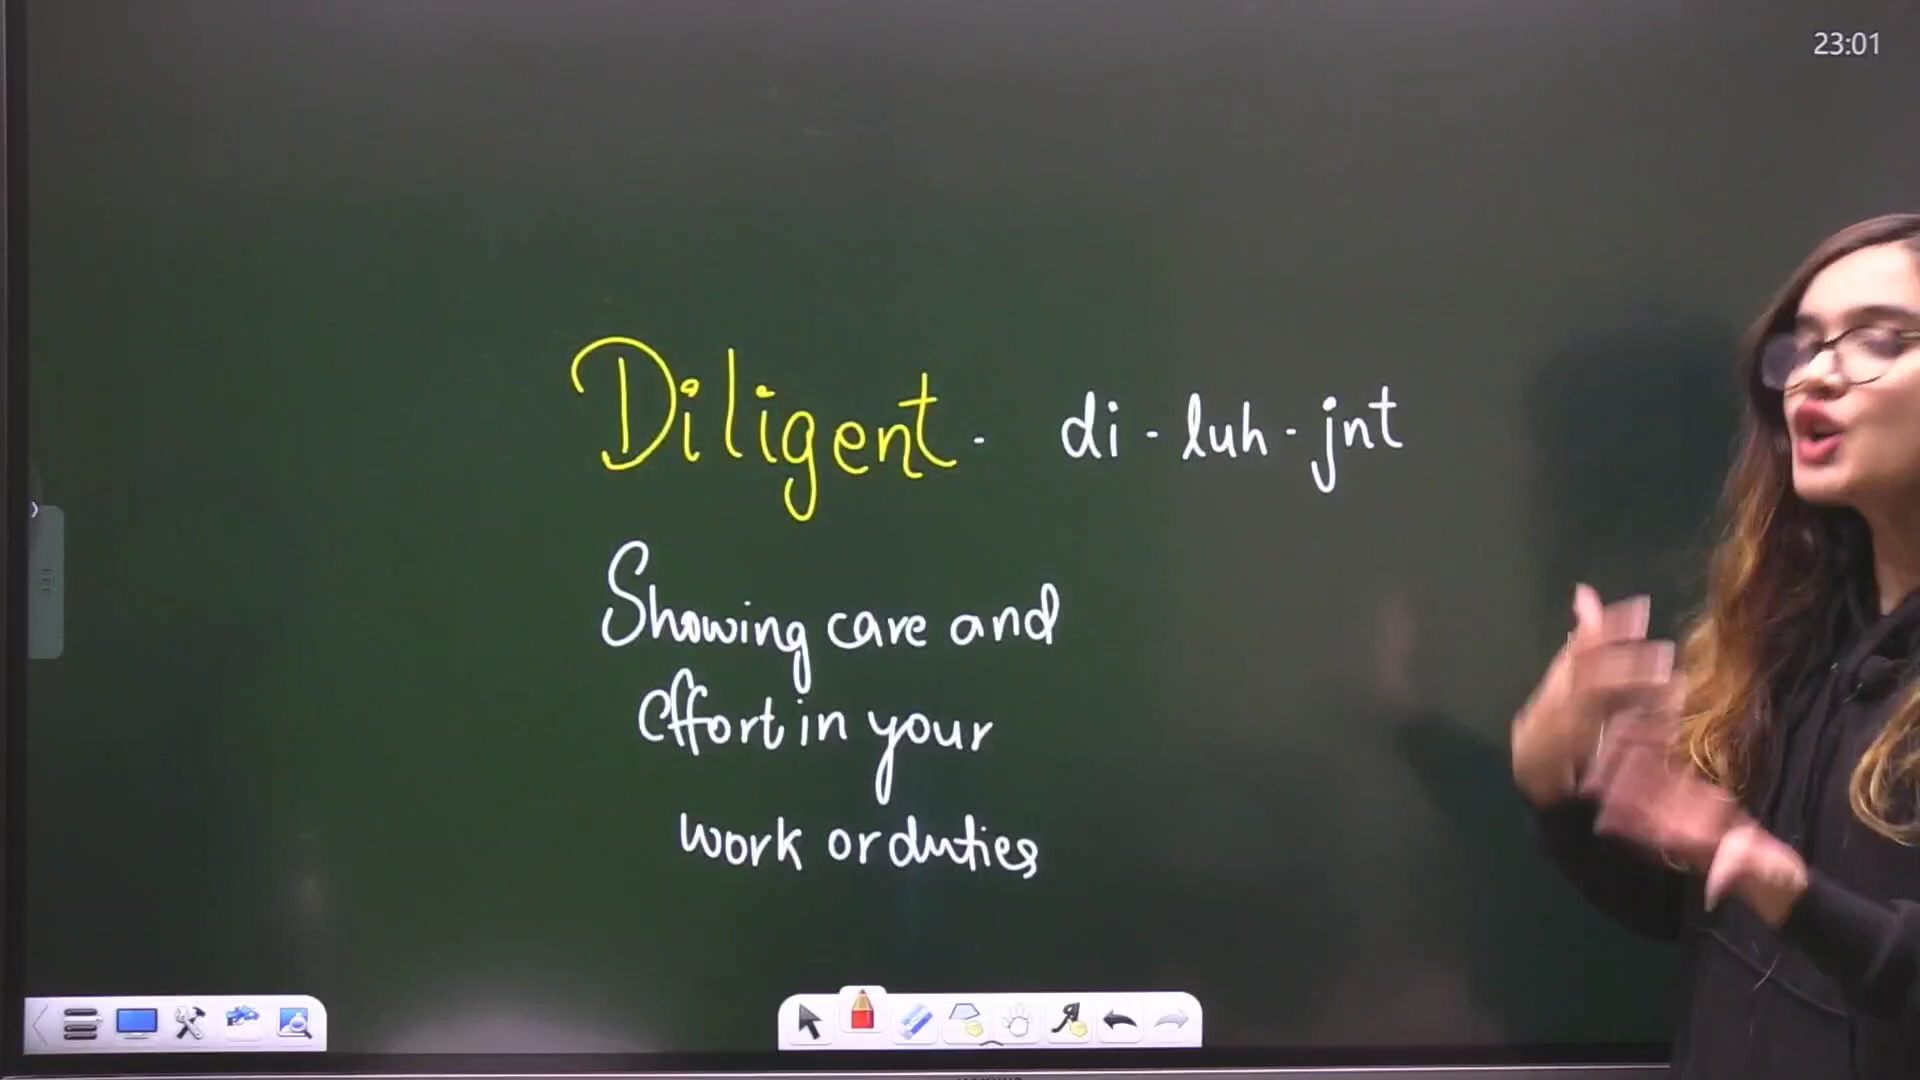 23:01
Diligent - di - luh - jnt
Showing care and
effort in your
work or duties